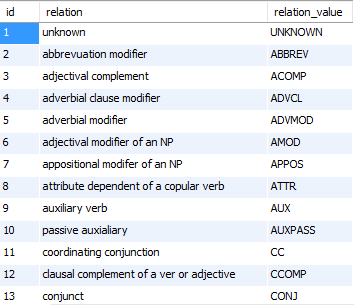 id relation relation_value
1 unknown UNKNOWN
2 abbrevuation modifier ABBREV
3 adjectival complement ACOMP
4 adverbial clause modifier ADVCL
5 adverbial modifier ADVMOD
6 adjectival modifier of an NP AMOD
7 appositional modifer of an NP APPOS
8 attribute dependent of a copular verb ATTR
9 auxiliary verb AUX
10 passive auxialiary AUXPASS
11 coordinating conjunction CC
12 clausal complement of a ver or adjective CCOMP
13 conjunct CONJ